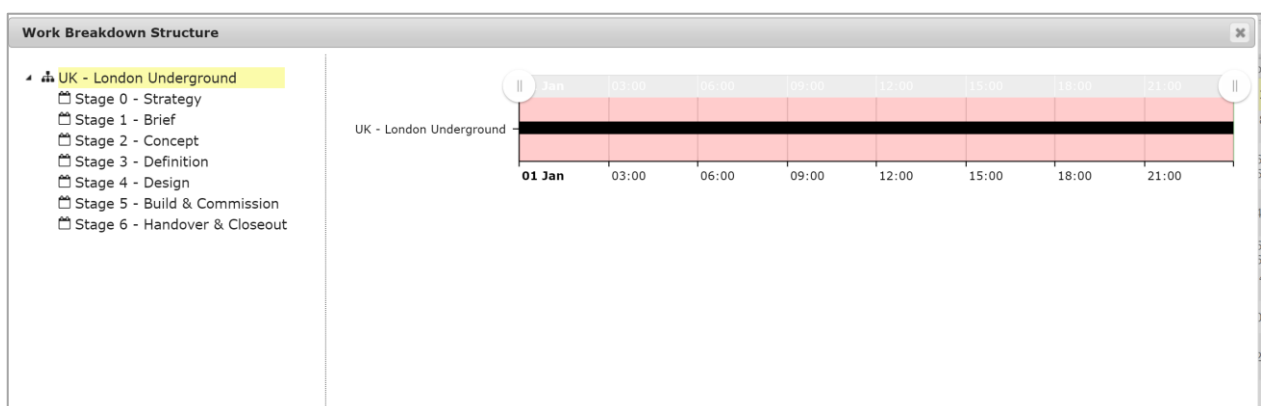 Work Breakdown Structure
UK - London Underground
Stage 0 - Strategy
Stage 1 - Brief
Stage 2 - Concept
Stage 3 - Definition
Stage 4 - Design
Stage 5 - Build & Commission
Stage 6 - Handover & Closeout
Jan 03:00 06:00 09:00 12:00 15:00 18:00 21:00
UK - London Underground
01 Jan 03:00 06:00 09:00 12:00 15:00 18:00 21:00